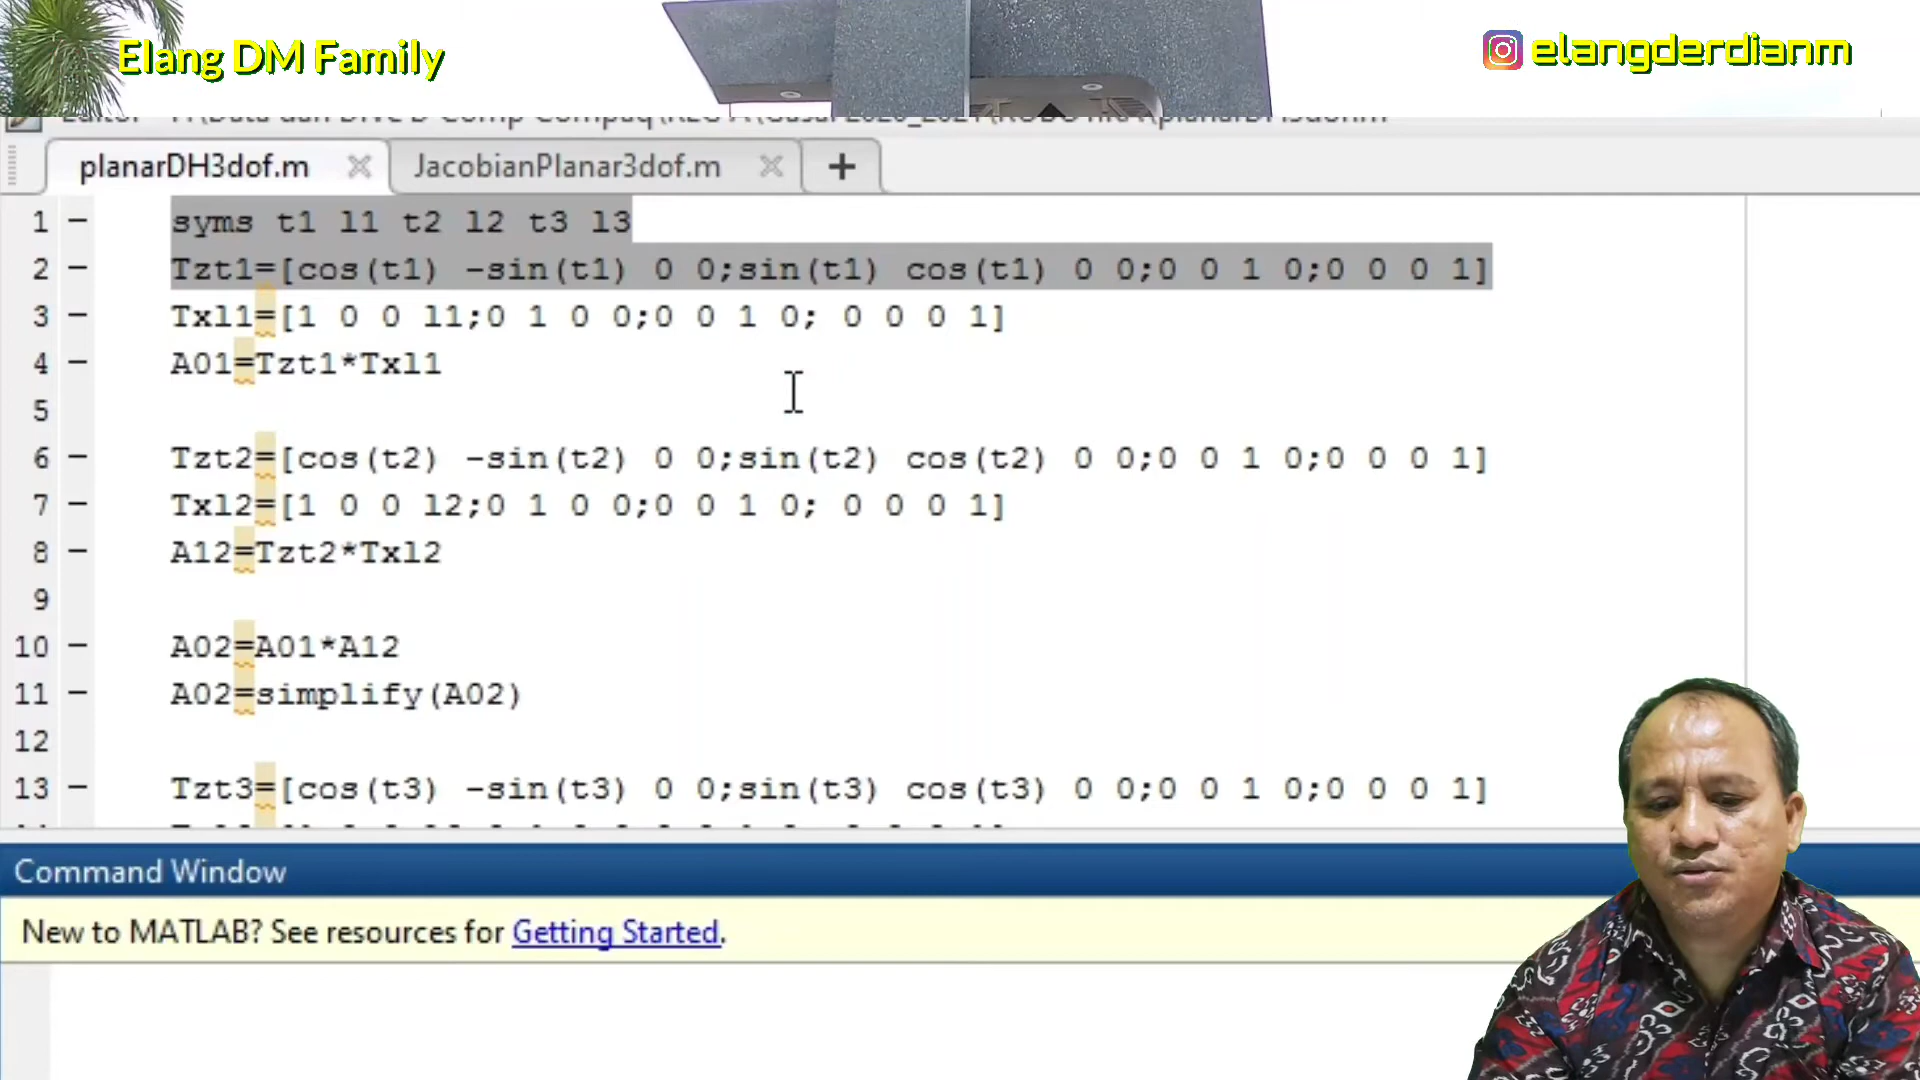 Elang DM Family
elangderdianm
planarDH3dof.m
JacobianPlanar3dof.m
1 syms t1 l1 t2 l2 t3 l3
2 Tzt1=[cos(t1) -sin(t1) 0 0;sin(t1) cos(t1) 0 0;0 0 1 0;0 0 0 1]
3 Txl1=[1 0 0 l1;0 1 0 0;0 0 1 0; 0 0 0 1]
4 A01=Tzt1*Txl1
5
6 Tzt2=[cos(t2) -sin(t2) 0 0;sin(t2) cos(t2) 0 0;0 0 1 0;0 0 0 1]
7 Txl2=[1 0 0 l2;0 1 0 0;0 0 1 0; 0 0 0 1]
8 A12=Tzt2*Txl2
9
10 A02=A01*A12
11 A02=simplify(A02)
12
13 Tzt3=[cos(t3) -sin(t3) 0 0;sin(t3) cos(t3) 0 0;0 0 1 0;0 0 0 1]
Command Window
New to MATLAB? See resources for Getting Started.